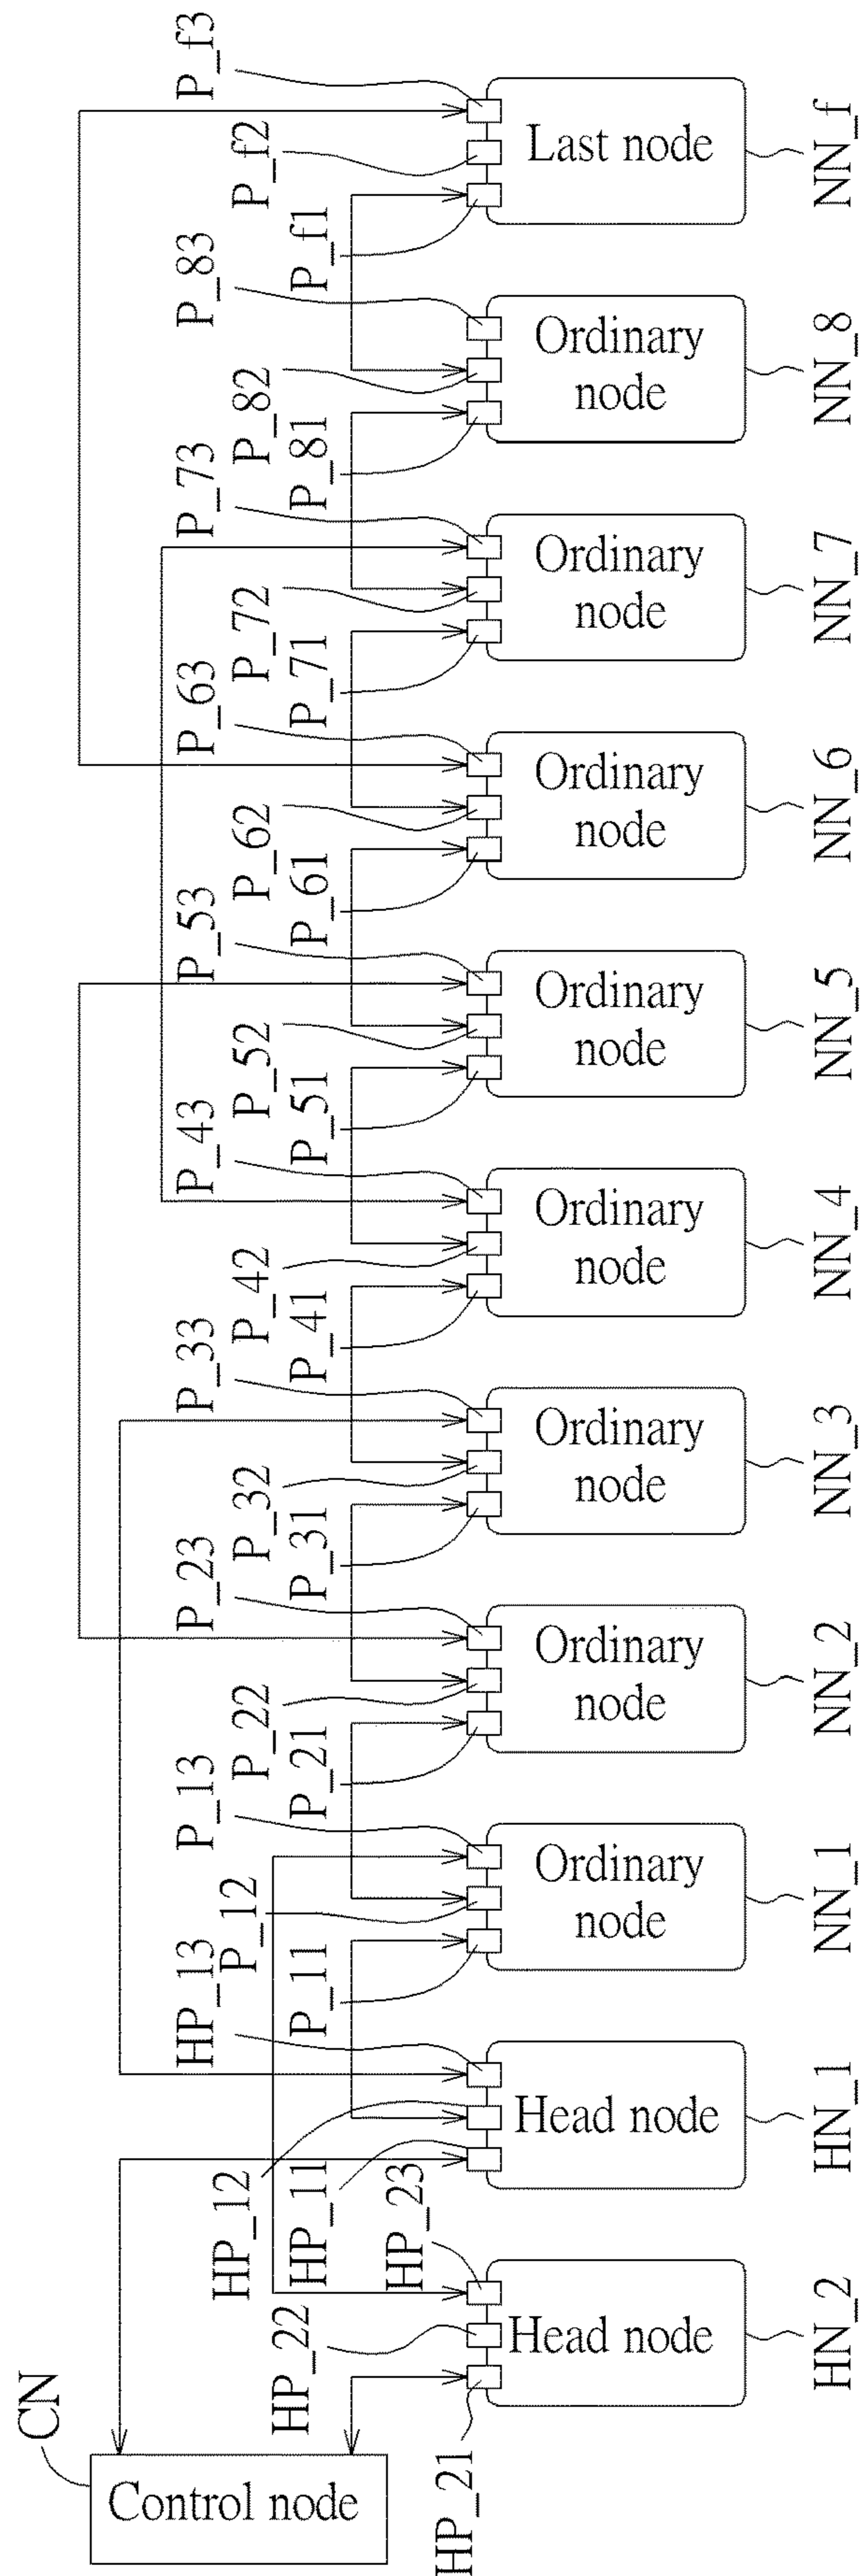 P_f3
P_f2
P_f1
Last node
NN_f
P_83
P_82
P_81
Ordinary
node
NN_8
P_73
P_72
P_71
Ordinary
node
NN_7
P_63
P_62
P_61
Ordinary
node
NN_6
P_53
P_52
P_51
Ordinary
node
NN_5
P_43
P_42
P_41
Ordinary
node
NN_4
P_33
P_32
P_31
Ordinary
node
NN_3
P_23
P_22
P_21
Ordinary
node
NN_2
P_13
P_12
P_11
Ordinary
node
NN_1
HP_13
HP_12
HP_11
Head node
HN_1
HP_23
HP_22
HP_21
Head node
HN_2
CN
Control node